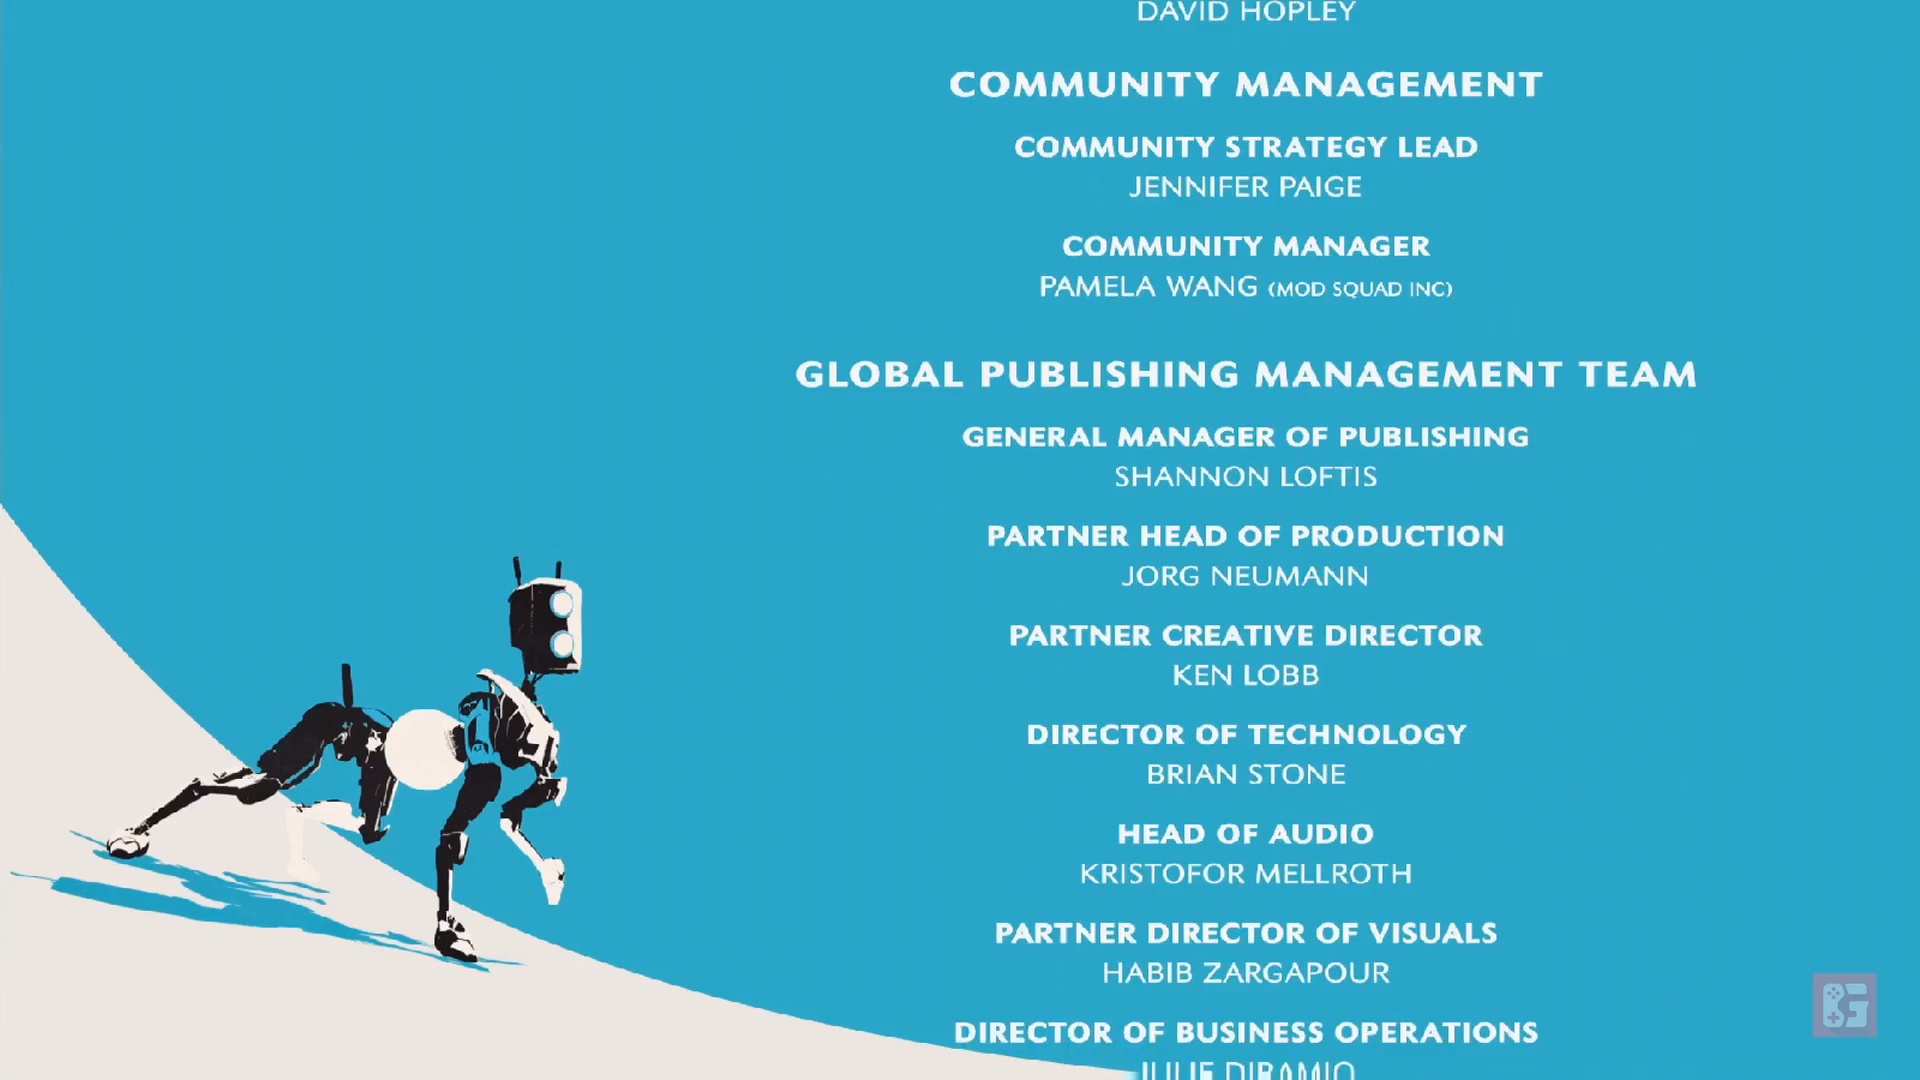 DAVID HOPLEY
COMMUNITY MANAGEMENT
COMMUNITY STRATEGY LEAD
JENNIFER PAIGE
COMMUNITY MANAGER
PAMELA WANG (MOD SQUAD INC)
GLOBAL PUBLISHING MANAGEMENT TEAM
GENERAL MANAGER OF PUBLISHING
SHANNON LOFTIS
PARTNER HEAD OF PRODUCTION
JORG NEUMANN
PARTNER CREATIVE DIRECTOR
KEN LOBB
DIRECTOR OF TECHNOLOGY
BRIAN STONE
HEAD OF AUDIO
KRISTOFOR MELLROTH
PARTNER DIRECTOR OF VISUALS
HABIB ZARGAPOUR
DIRECTOR OF BUSINESS OPERATIONS
JULIE DIRAMIO